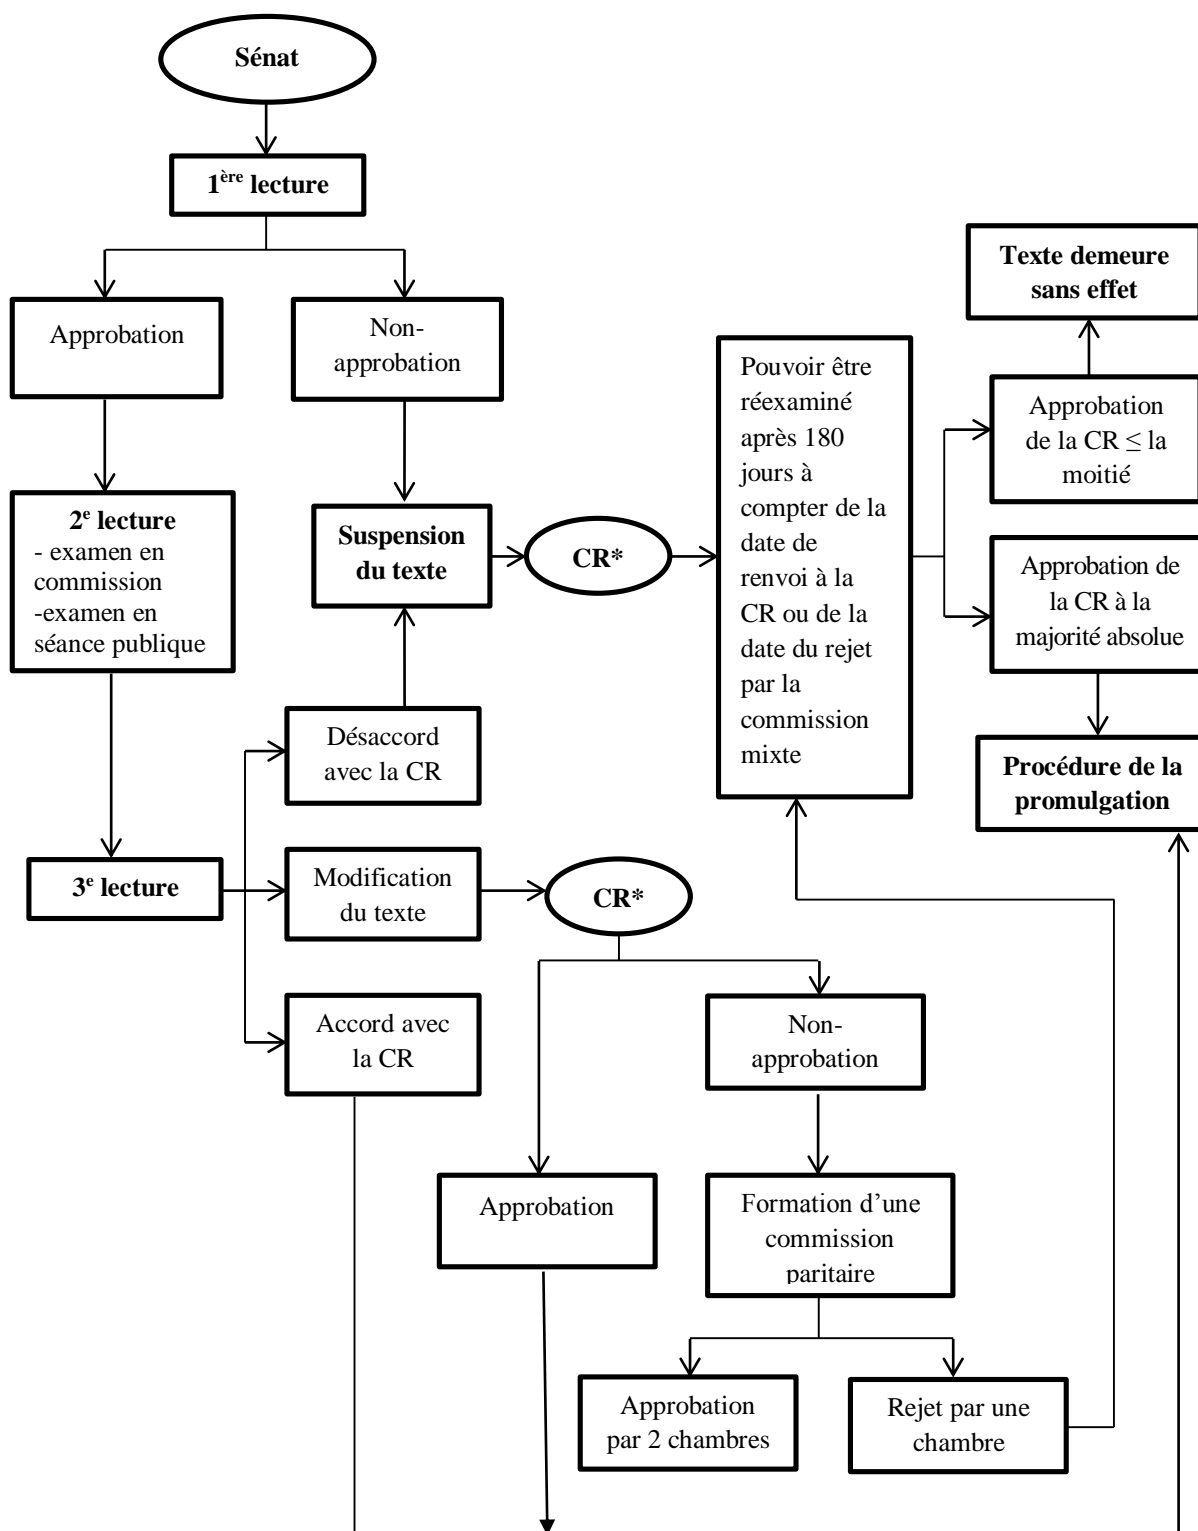 Sénat
1ère lecture
Approbation
Non-
approbation
Texte demeure
sans effet
Pouvoir être
réexaminé
après 180
jours à
compter de la
date de
renvoi à la
CR ou de la
date du rejet
par la
commission
mixte
Approbation
de la CR ≤ la
moitié
2e lecture
- examen en
commission
-examen en
séance publique
Suspension
du texte
CR*
Approbation de
la CR à la
majorité absolue
Désaccord
avec la CR
Procédure de la
promulgation
3e lecture
Modification
du texte
CR*
Accord avec
la CR
Non-
approbation
Approbation
Formation d’une
commission
paritaire
Approbation
par 2 chambres
Rejet par une
chambre